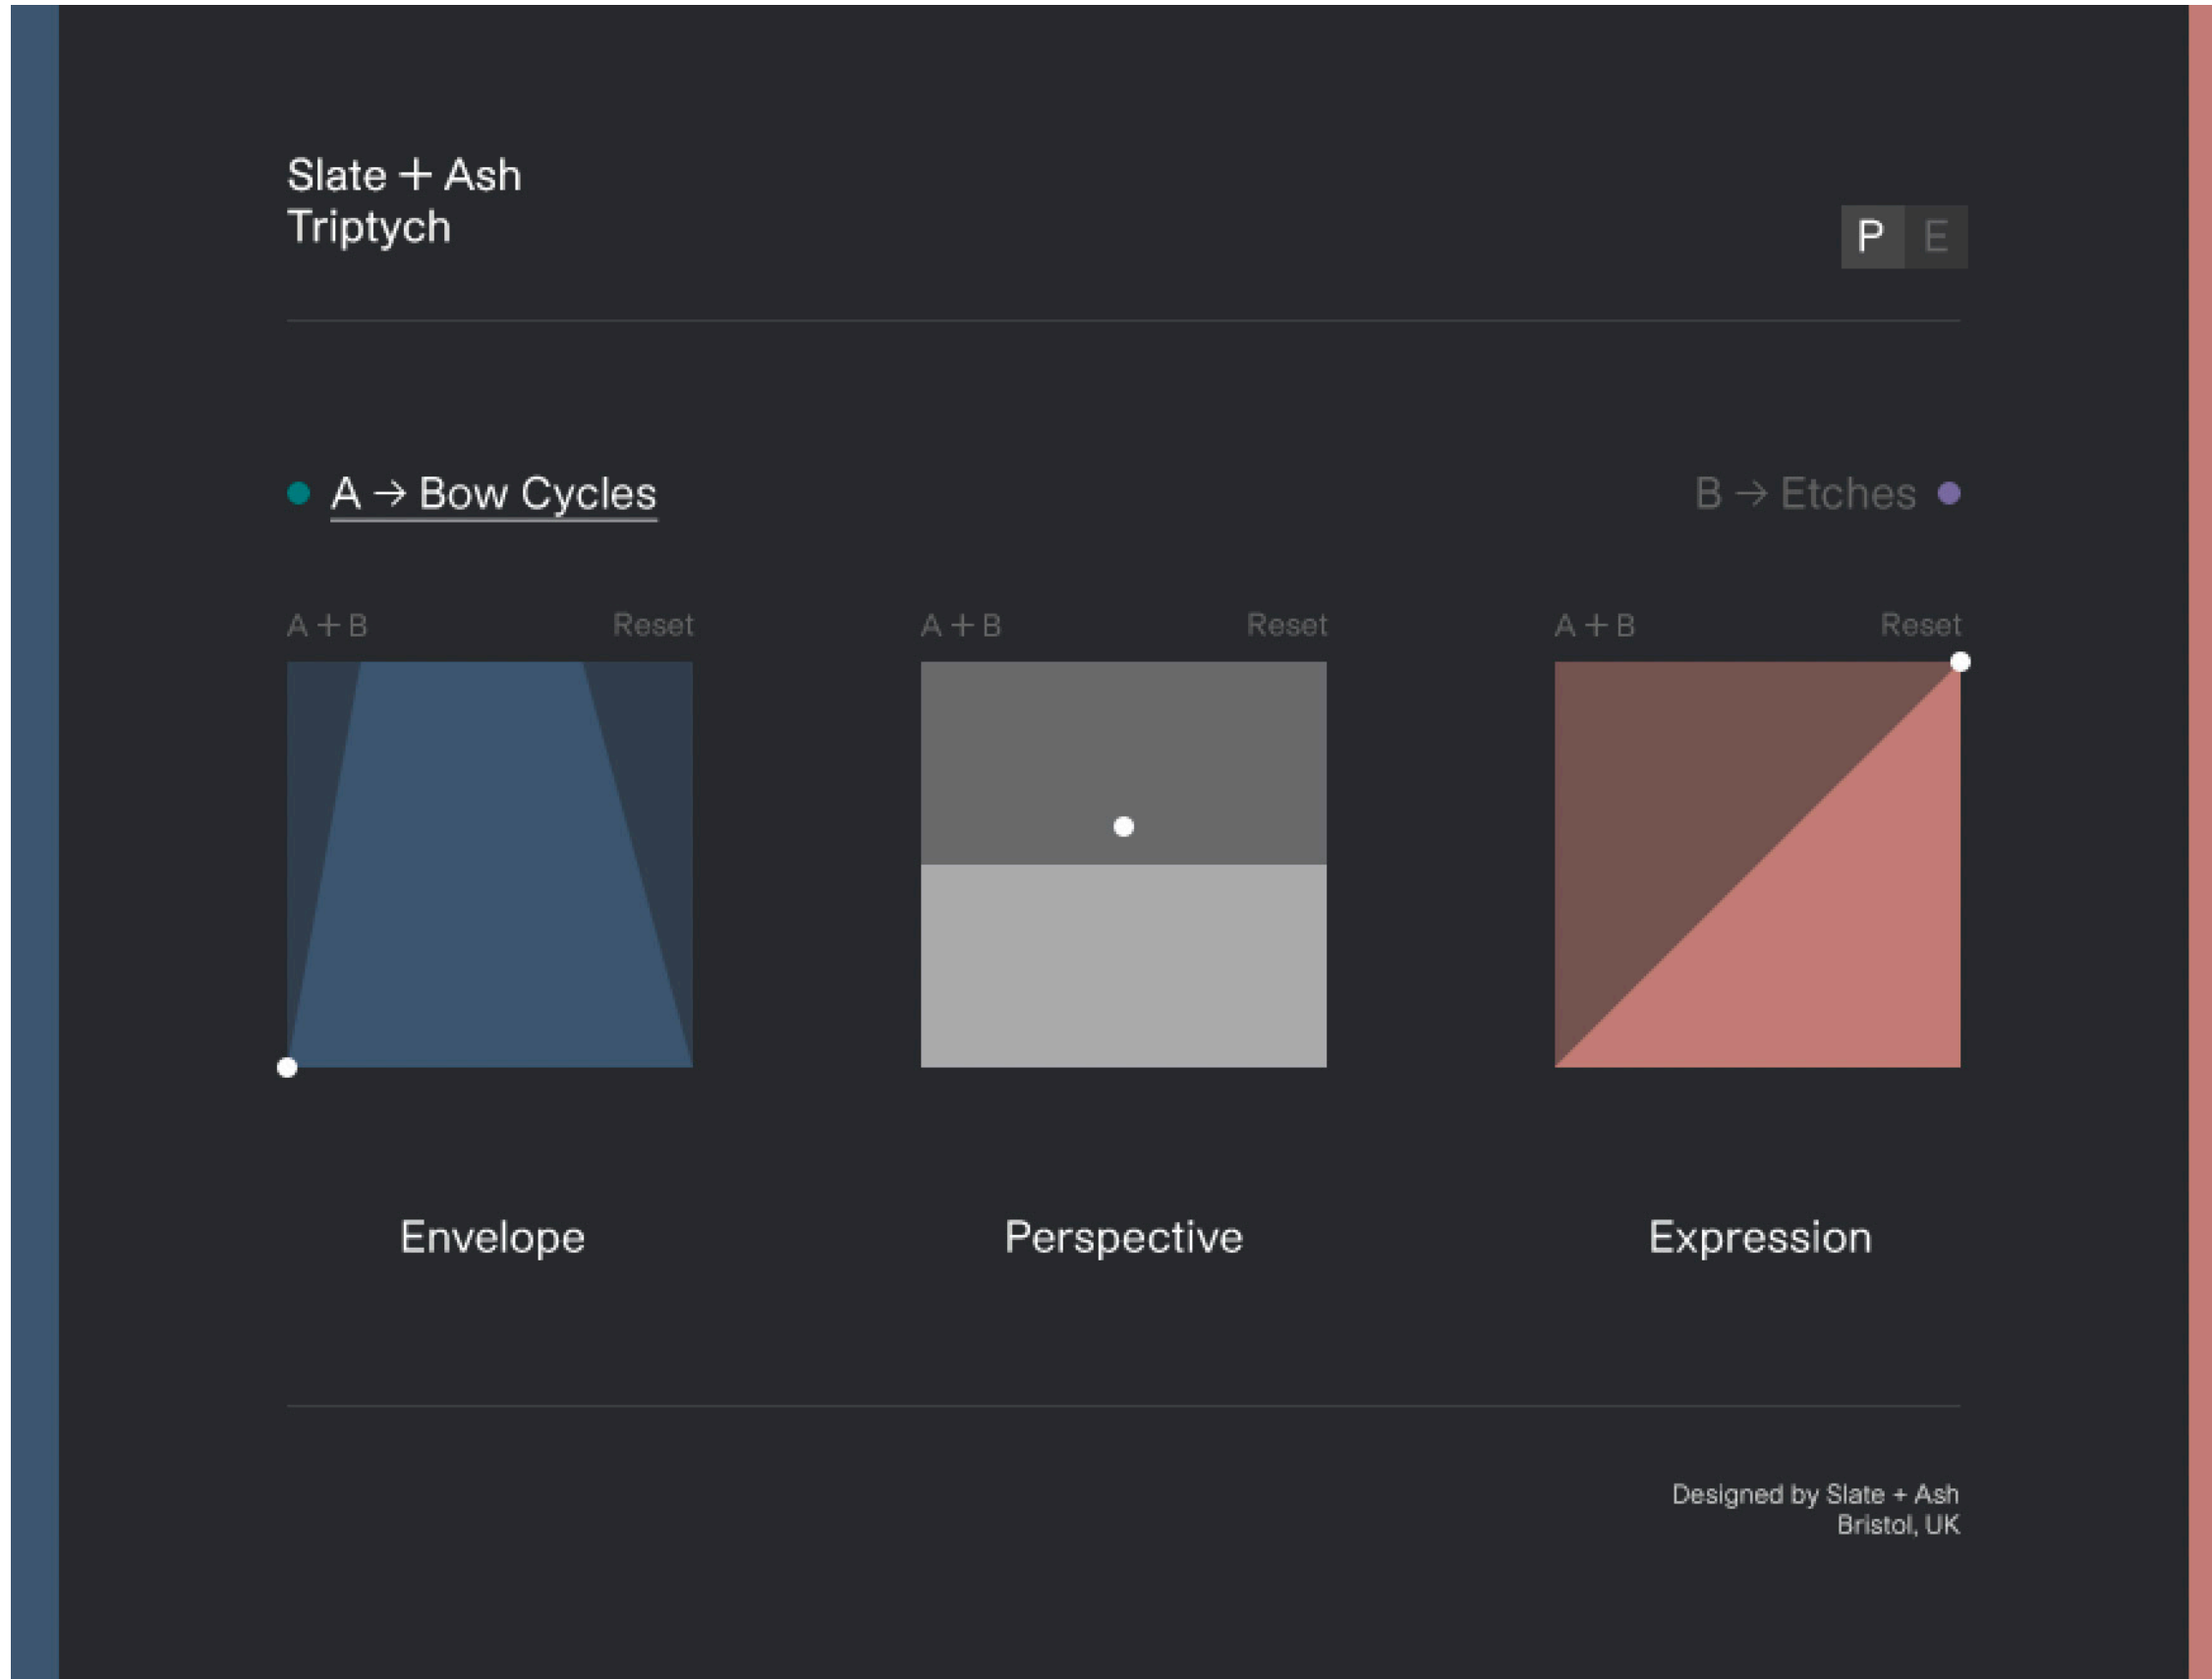 Slate + Ash
Triptych
P E
A → Bow Cycles
B → Etches
A + B Reset
A + B Reset
A + B Reset
Envelope
Perspective
Expression
Designed by Slate + Ash
Bristol, UK